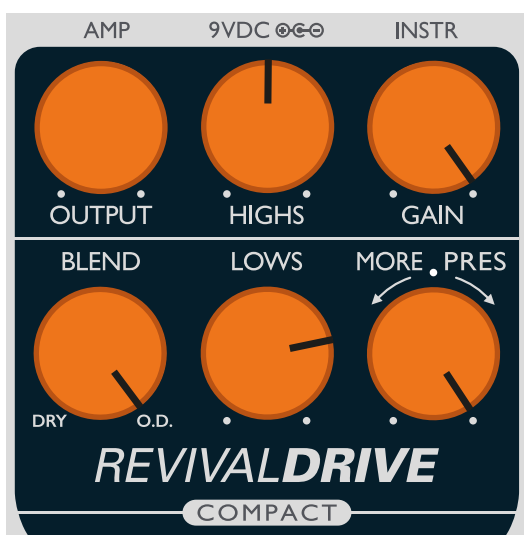 AMP 9VDC INSTR
OUTPUT HIGHS GAIN
BLEND LOWS MORE PRES
DRY O.D.
REVIVALDRIVE
COMPACT